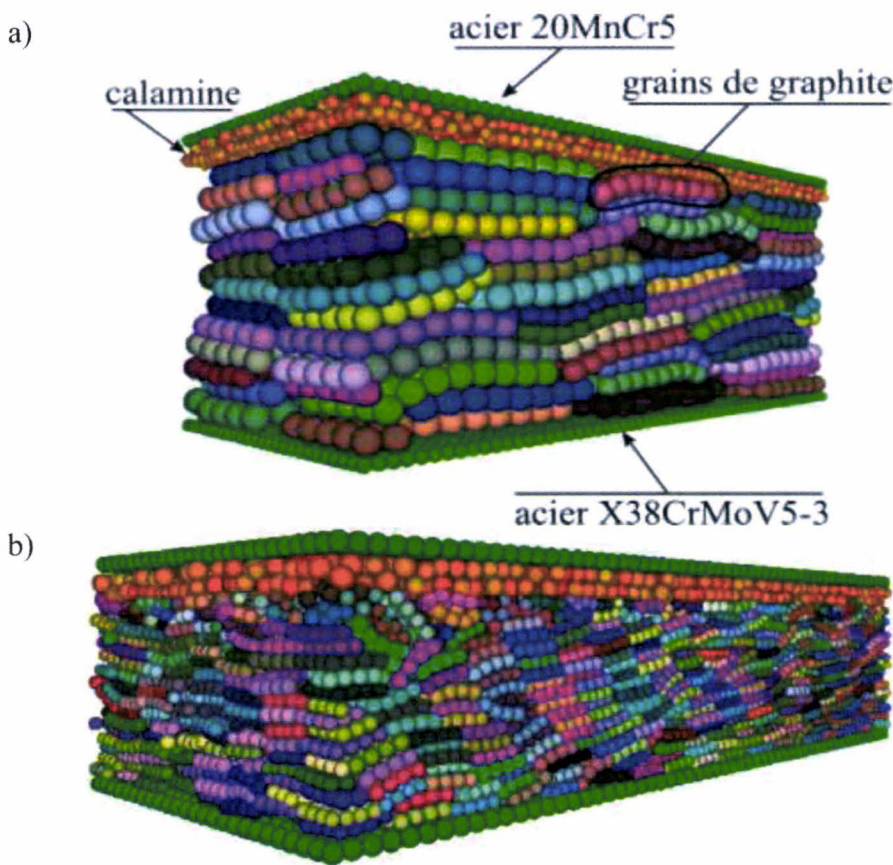 a)
acier 20MnCr5
calamine
grains de graphite
acier X38CrMoV5-3
b)